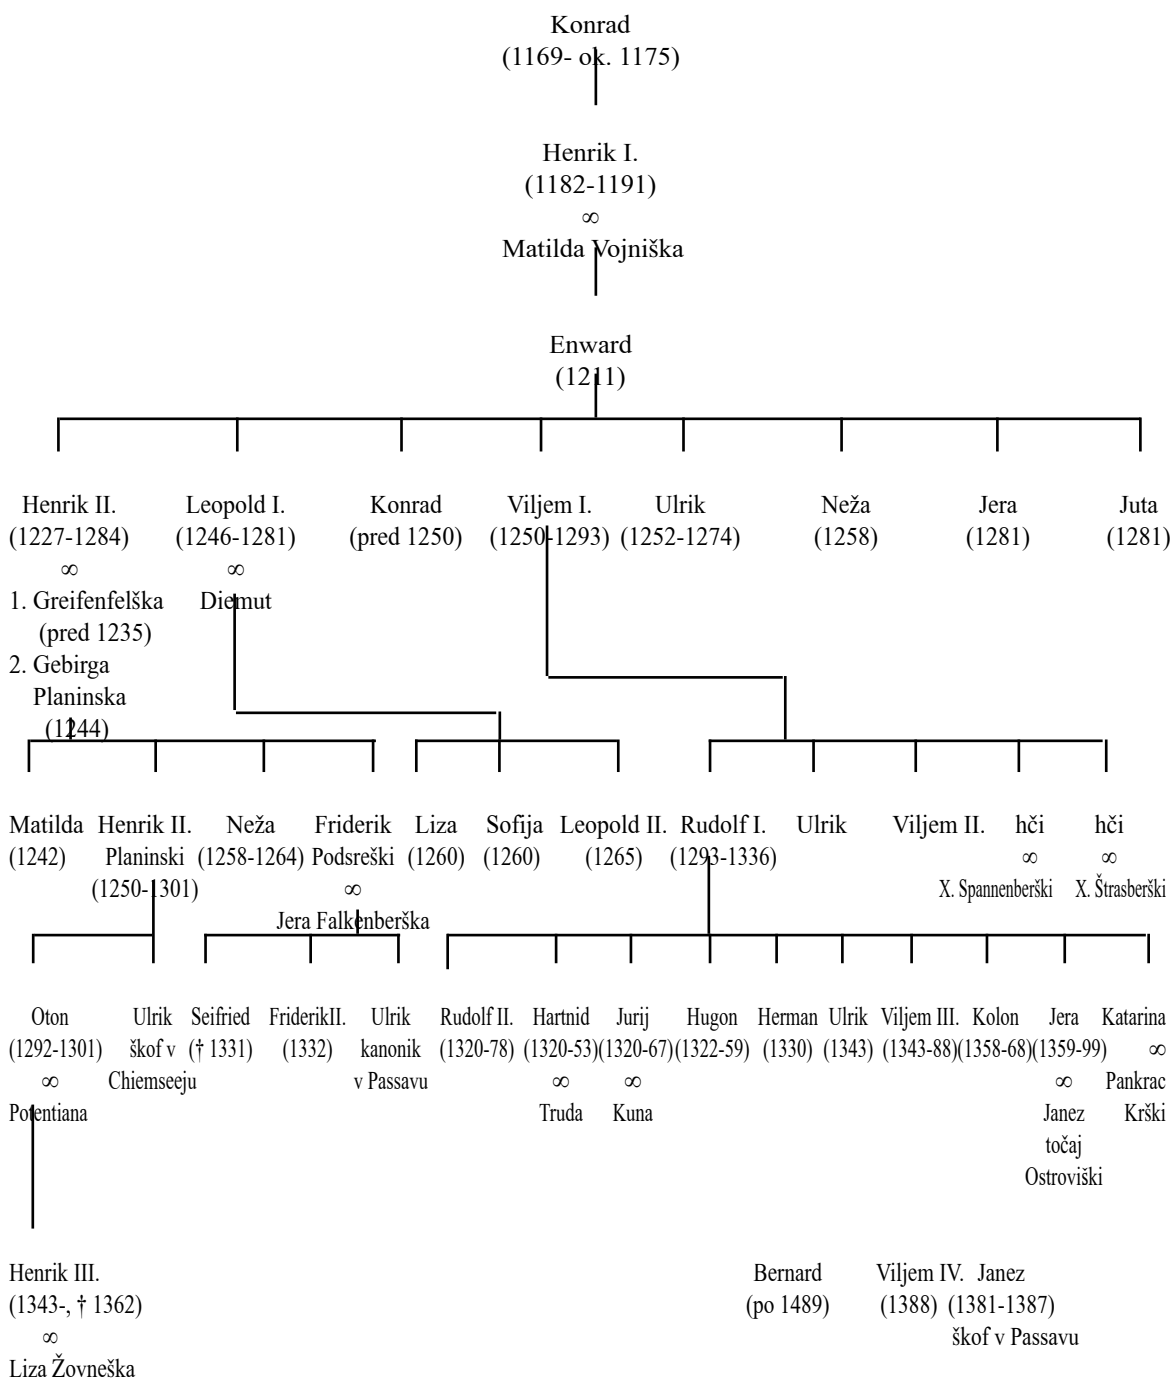 Konrad
(1169- ok. 1175)
Henrik I.
(1182-1191)
∞
Matilda Vojniška
Enward
(1211)
Henrik II. Leopold I. Konrad Viljem I. Ulrik Neža Jera Juta
(1227-1284) (1246-1281) (pred 1250) (1250-1293) (1252-1274) (1258) (1281) (1281)
∞ ∞
1. Greifenfelška Diemut
(pred 1235)
2. Gebirga
Planinska
(1244)
Matilda Henrik II. Neža Friderik Liza Sofija Leopold II. Rudolf I. Ulrik Viljem II. hči hči
(1242) Planinski (1258-1264) Podsreški (1260) (1260) (1265) (1293-1336) ∞ ∞
(1250-1301) ∞ X. Spannenberški X. Štrasberški
Jera Falkenberška
Oton Ulrik Seifried FriderikII. Ulrik Rudolf II. Hartnid Jurij Hugon Herman Ulrik Viljem III. Kolon Jera Katarina
(1292-1301) škof v († 1331) (1332) kanonik (1320-78) (1320-53) (1320-67) (1322-59) (1330) (1343) (1343-88) (1358-68) (1359-99) ∞
∞ Chiemseeju v Passavu ∞ ∞ ∞ Pankrac
Potentiana Truda Kuna Janez Krški
točaj
Ostroviški
Henrik III. Bernard Viljem IV. Janez
(1343-, † 1362) (po 1489) (1388) (1381-1387)
∞ škof v Passavu
Liza Žovneška